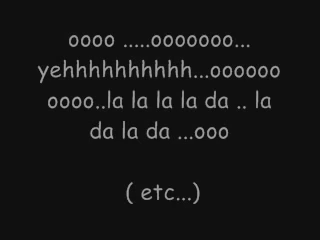 oooo .....ooooooo...
yehhhhhhhhhh...oooooo
oooo..la la la la da .. la
da la da ...ooo
( etc...)